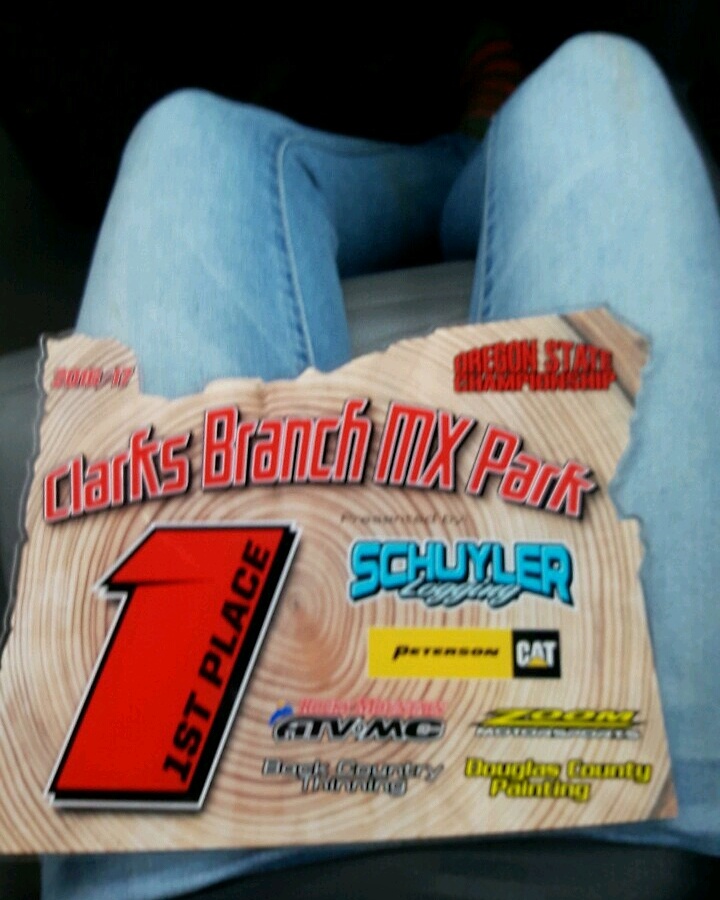 2016-17
OREGON STATE
CHAMPIONSHIP
Clarks Branch MX Park
Presented by:
1
1ST PLACE
SCHUYLER
Logging
PETERSON CAT
ATV MC
ZOOM
MOTORSPORTS
Back Country
Thinning
Douglas County
Painting